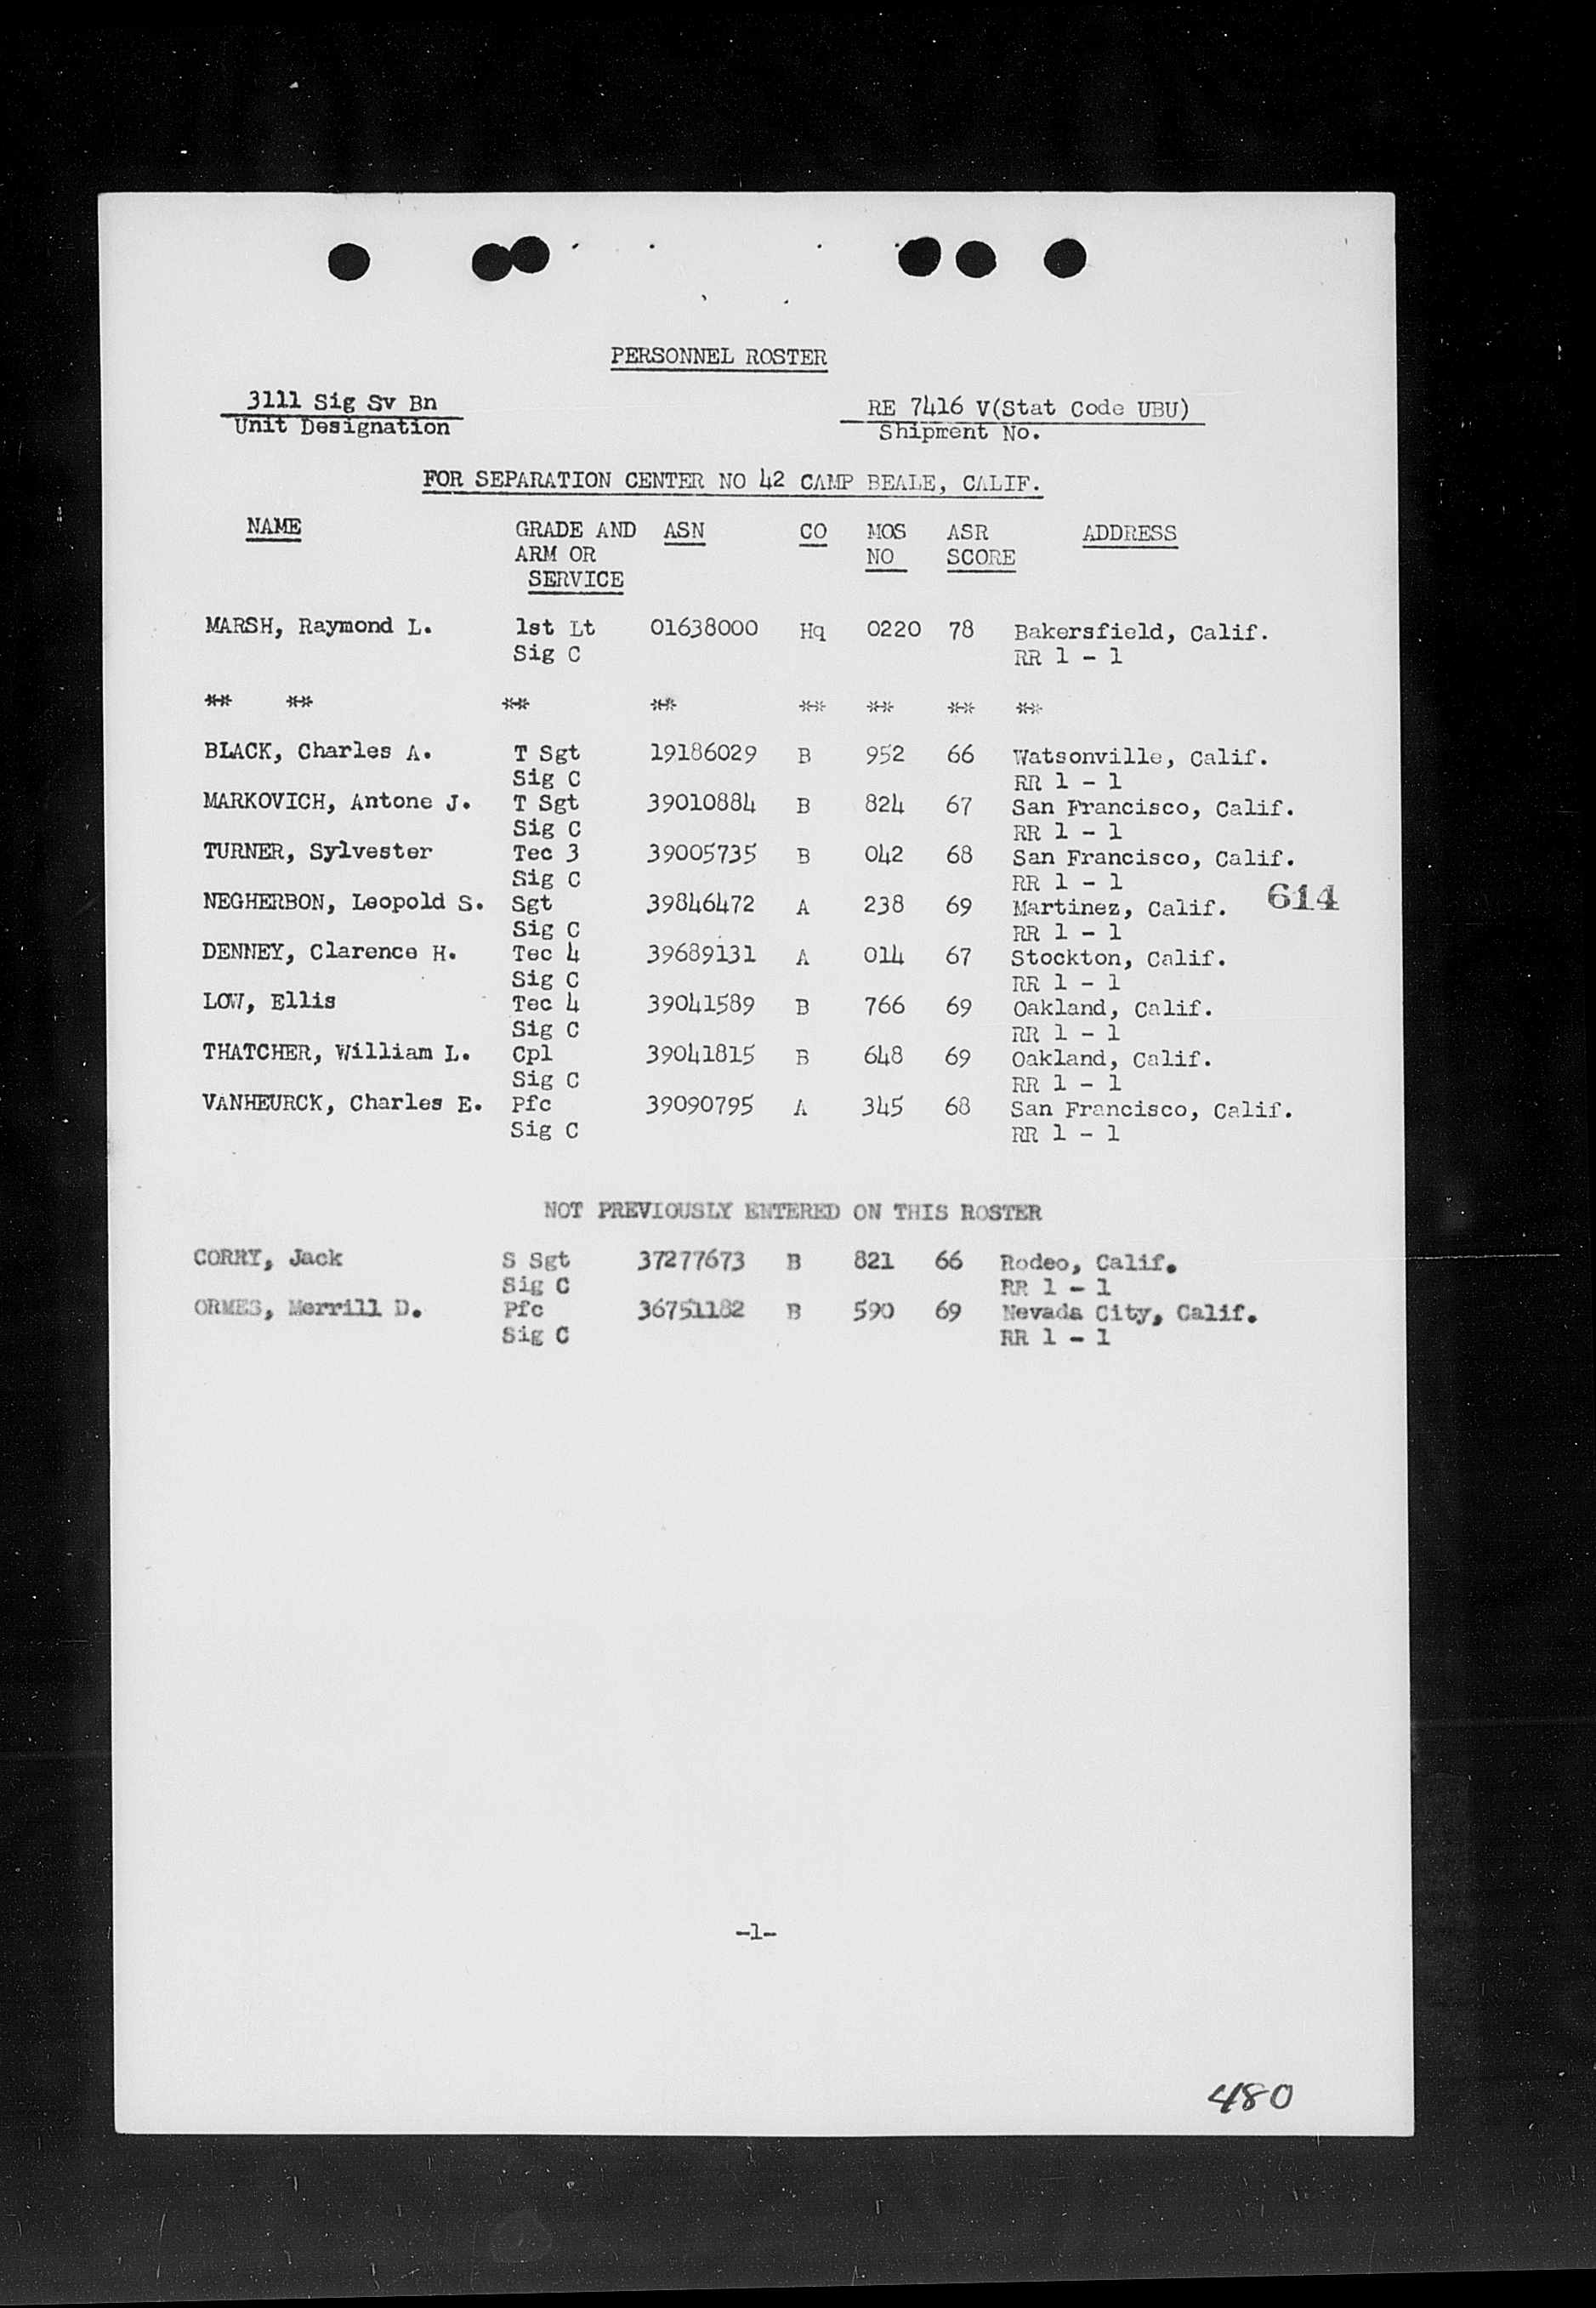 PERSONNEL ROSTER
3111 Sig Sv Bn RE 7416 V(Stat Code UBU)
Unit Designation Shipment No.
FOR SEPARATION CENTER NO 42 CAMP BEALE, CALIF.
NAME GRADE AND ASN CO MOS ASR ADDRESS
ARM OR NO SCORE
SERVICE
MARSH, Raymond L. 1st Lt 01638000 Hq 0220 78 Bakersfield, Calif.
Sig C RR 1 - 1
** ** ** ** ** ** ** **
BLACK, Charles A. T Sgt 19186029 B 952 66 Watsonville, Calif.
Sig C RR 1 - 1
MARKOVICH, Antone J. T Sgt 39010884 B 824 67 San Francisco, Calif.
Sig C RR 1 - 1
TURNER, Sylvester Tec 3 39005735 B 042 68 San Francisco, Calif.
Sig C RR 1 - 1
NEGHERBON, Leopold S. Sgt 39846472 A 238 69 Martinez, Calif. 614
Sig C RR 1 - 1
DENNEY, Clarence H. Tec 4 39689131 A 014 67 Stockton, Calif.
Sig C RR 1 - 1
LOW, Ellis Tec 4 39041589 B 766 69 Oakland, Calif.
Sig C RR 1 - 1
THATCHER, William L. Cpl 39041815 B 648 69 Oakland, Calif.
Sig C RR 1 - 1
VANHEURCK, Charles E. Pfc 39090795 A 345 68 San Francisco, Calif.
Sig C RR 1 - 1
NOT PREVIOUSLY ENTERED ON THIS ROSTER
CORRY, Jack S Sgt 37277673 B 821 66 Rodeo, Calif.
Sig C RR 1 - 1
ORMES, Merrill D. Pfc 36751182 B 590 69 Nevada City, Calif.
Sig C RR 1 - 1
-1-
480